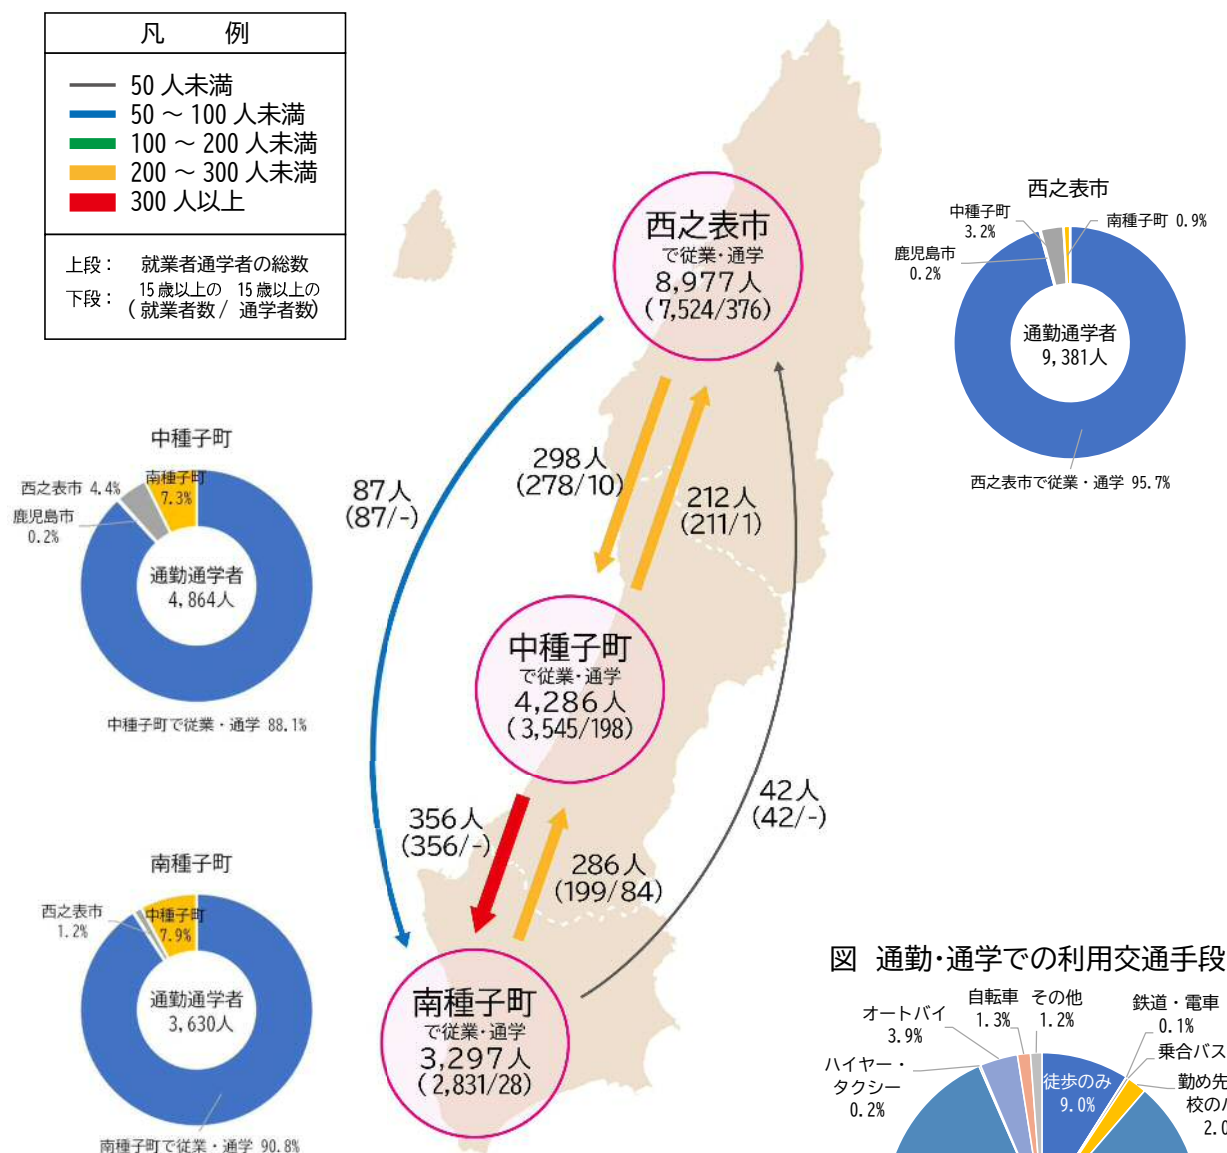 凡　例
50 人未満
50 ～ 100 人未満
100 ～ 200 人未満
200 ～ 300 人未満
300 人以上
上段： 就業者通学者の総数
下段： (15 歳以上の就業者数 / 15 歳以上の通学者数)
西之表市
で従業・通学
8,977人
(7,524/376)
西之表市
中種子町
3.2%
南種子町 0.9%
鹿児島市
0.2%
通勤通学者
9,381人
西之表市で従業・通学 95.7%
298人
(278/10)
212人
(211/1)
87人
(87/-)
中種子町
西之表市 4.4%
南種子町
7.3%
鹿児島市
0.2%
通勤通学者
4,864人
中種子町で従業・通学 88.1%
中種子町
で従業・通学
4,286人
(3,545/198)
356人
(356/-)
286人
(199/84)
42人
(42/-)
南種子町
西之表市
1.2%
中種子町
7.9%
通勤通学者
3,630人
南種子町で従業・通学 90.8%
南種子町
で従業・通学
3,297人
(2,831/28)
図 通勤・通学での利用交通手段
オートバイ
3.9%
自転車
1.3%
その他
1.2%
鉄道・電車
0.1%
乗合バス
ハイヤー・
タクシー
0.2%
徒歩のみ
9.0%
勤め先
校の
2.0